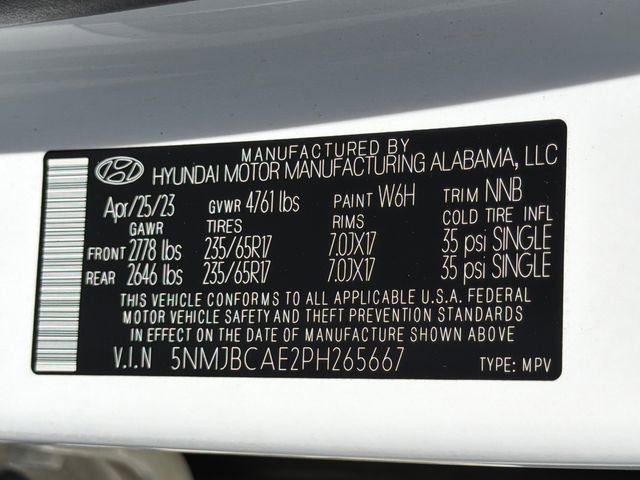 MANUFACTURED BY
HYUNDAI MOTOR MANUFACTURING ALABAMA, LLC
Apr/25/23 GVWR 4761 lbs PAINT W6H TRIM NNB
GAWR TIRES RIMS COLD TIRE INFL
FRONT 2778 lbs 235/65R17 7.0JX17 35 psi SINGLE
REAR 2646 lbs 235/65R17 7.0JX17 35 psi SINGLE
THIS VEHICLE CONFORMS TO ALL APPLICABLE U.S.A. FEDERAL
MOTOR VEHICLE SAFETY AND THEFT PREVENTION STANDARDS
IN EFFECT ON THE DATE OF MANUFACTURE SHOWN ABOVE
V.I.N 5NMJBCAE2PH265667 TYPE: MPV